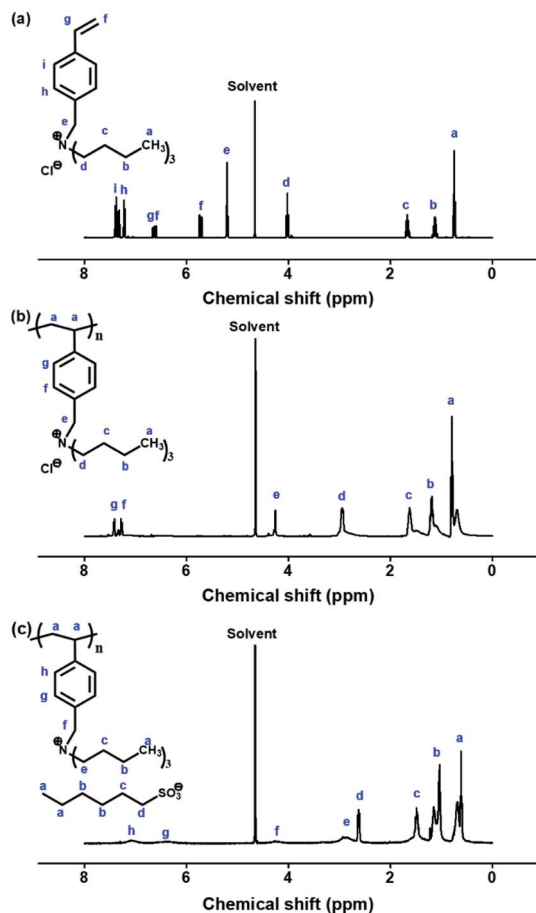 (a)
g f
i
h
e
c a
⊕
N CH₃
3
Cl⊖
d b
Solvent
i h gf f e d c b a
8 6 4 2 0
Chemical shift (ppm)
(b)
a a
n
g
f
e
c a
⊕
N CH₃
3
Cl⊖
d b
Solvent
g f e d c b a
8 6 4 2 0
Chemical shift (ppm)
(c)
a a
n
h
g
f
c a
⊕
N CH₃
3
e b
a b c SO₃⊖
a b d
Solvent
h g f e d c b a
8 6 4 2 0
Chemical shift (ppm)